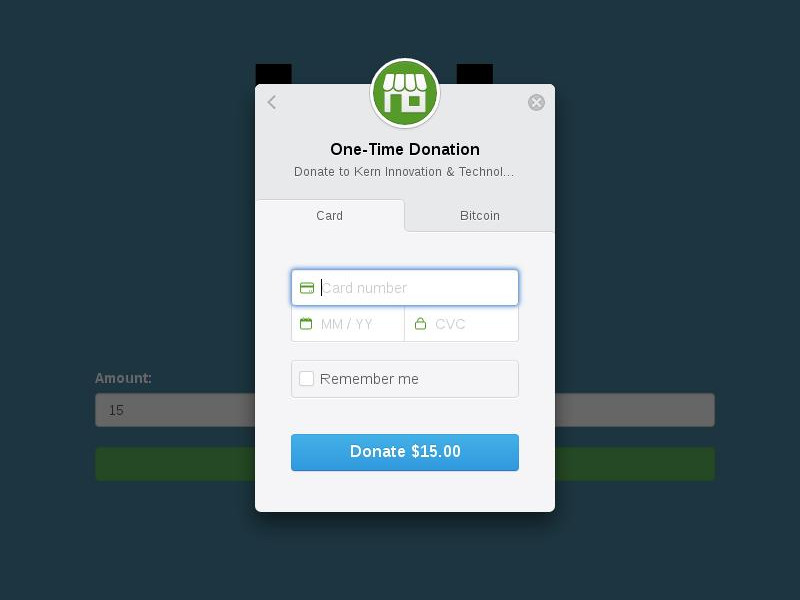 One-Time Donation
Donate to Kern Innovation & Technol...
Card
Bitcoin
Card number
MM / YY
CVC
Amount:
Remember me
15
Donate $15.00